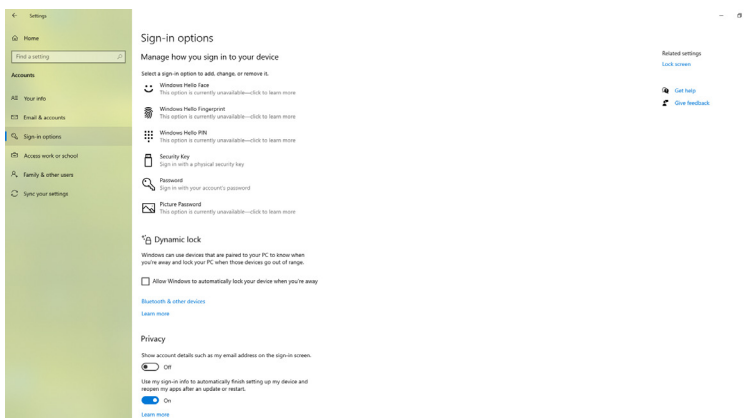 Settings
Home
Find a setting
Accounts
Your info
Email & accounts
Sign-in options
Access work or school
Family & other users
Sync your settings
Sign-in options
Manage how you sign in to your device
Select a sign-in option to add, change, or remove it.
Windows Hello Face
This option is currently unavailable—click to learn more
Windows Hello Fingerprint
This option is currently unavailable—click to learn more
Windows Hello PIN
This option is currently unavailable—click to learn more
Security Key
Sign in with a physical security key
Password
Sign in with your account's password
Picture Password
This option is currently unavailable—click to learn more
Dynamic lock
Windows can use devices that are paired to your PC to know when
you're away and lock your PC when those devices go out of range.
Allow Windows to automatically lock your device when you're away
Bluetooth & other devices
Learn more
Privacy
Show account details such as my email address on the sign-in screen.
Off
Use my sign-in info to automatically finish setting up my device and
reopen my apps after an update or restart.
On
Learn more
Related settings
Lock screen
Get help
Give feedback